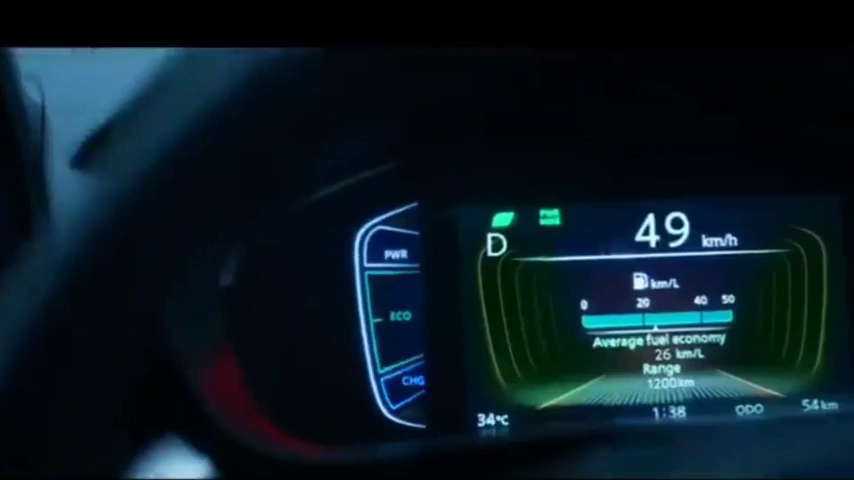 49 km/h
D
PWR
km/L
0 20 40 50
ECO
Average fuel economy
26 km/L
Range
1200km
CHG
34°C 1:38 ODO 54km